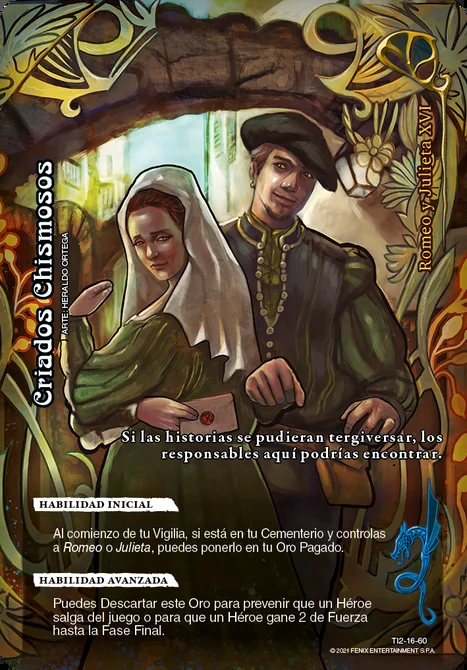 Criados Chismosos
ARTE: HERALDO ORTEGA
Romeo y Julieta XVI
Si las historias se pudieran tergiversar, los
responsables aquí podrías encontrar.
HABILIDAD INICIAL
Al comienzo de tu Vigilia, si está en tu Cementerio y controlas
a Romeo o Julieta, puedes ponerlo en tu Oro Pagado.
HABILIDAD AVANZADA
Puedes Descartar este Oro para prevenir que un Héroe
salga del juego o para que un Héroe gane 2 de Fuerza
hasta la Fase Final.
TI2-16-60
© 2021 FENIX ENTERTAINMENT S.P.A.